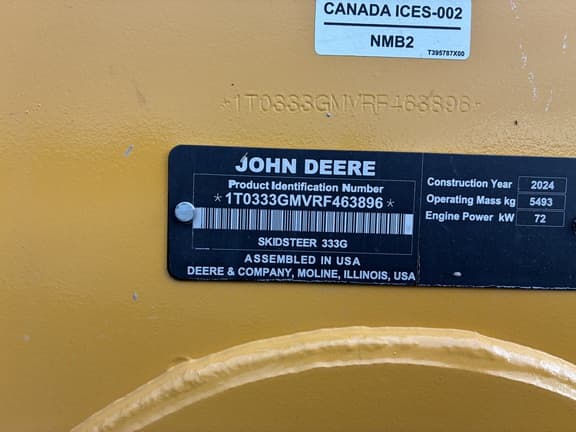 CANADA ICES-002
NMB2
T395787X00
*1T0333GMVRF463896*
JOHN DEERE
Product Identification Number
*1T0333GMVRF463896*
SKIDSTEER 333G
ASSEMBLED IN USA
DEERE & COMPANY, MOLINE, ILLINOIS, USA
Construction Year 2024
Operating Mass kg 5493
Engine Power kW 72